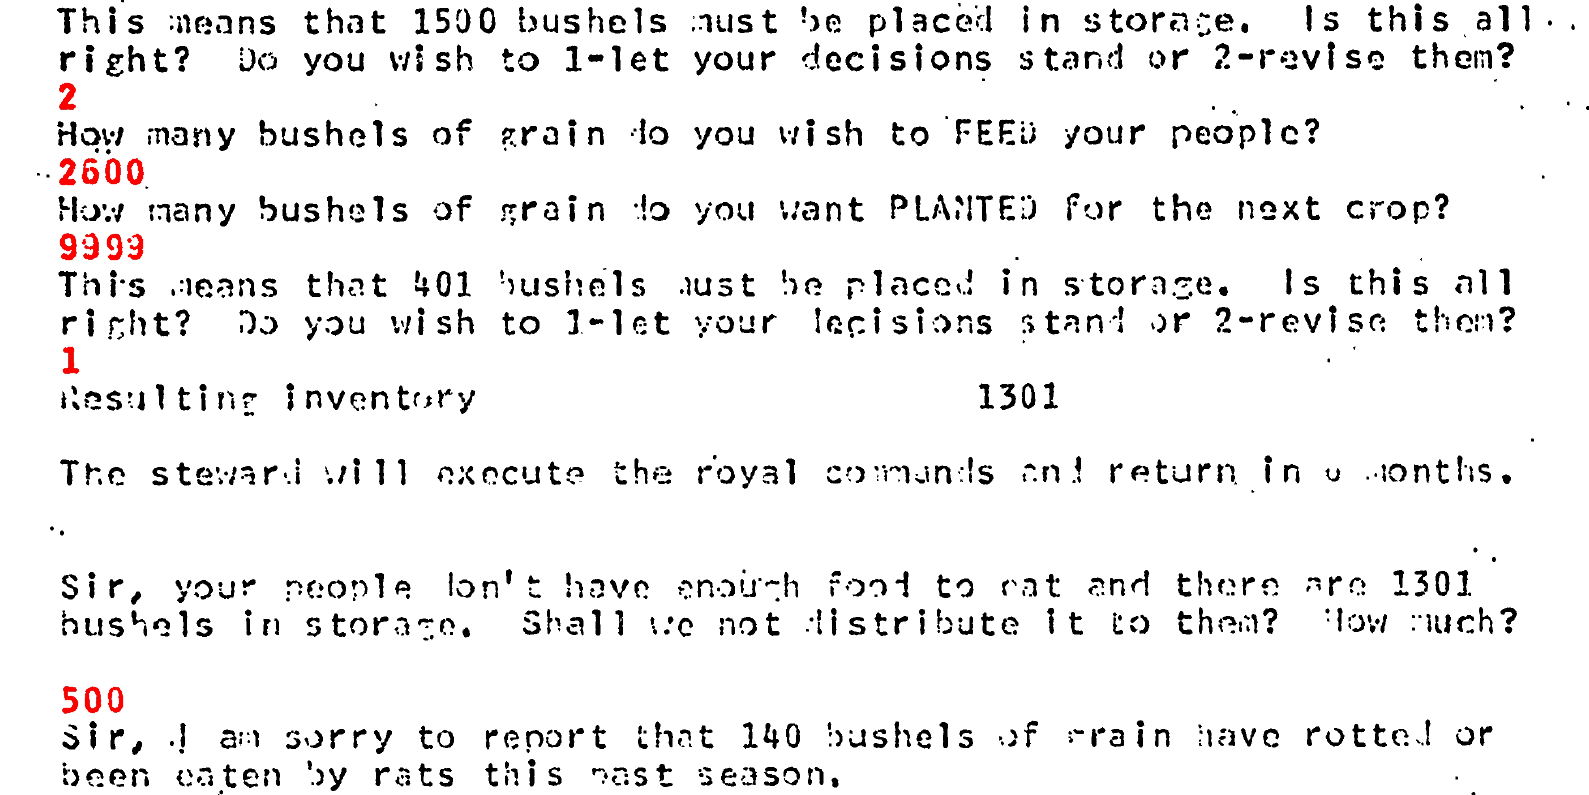 This means that 1500 bushels must be placed in storage.  Is this all
right?  Do you wish to 1-let your decisions stand or 2-revise them?
2
How many bushels of grain do you wish to FEED your people?
2600
How many bushels of grain do you want PLANTED for the next crop?
9999
This means that 401 bushels must be placed in storage.  Is this all
right?  Do you wish to 1-let your decisions stand or 2-revise them?
1
Resulting inventory 1301
The steward will execute the royal commands and return in 6 months.
Sir, your people don't have enough food to eat and there are 1301
bushels in storage.  Shall we not distribute it to them?  How much?
500
Sir, I am sorry to report that 140 bushels of grain have rotted or
been eaten by rats this past season.